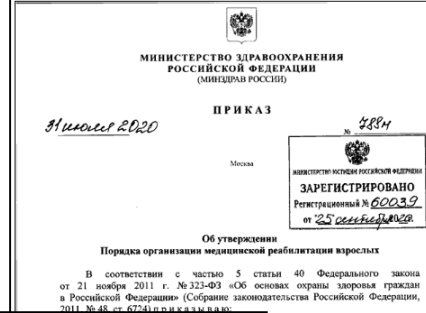 МИНИСТЕРСТВО ЗДРАВООХРАНЕНИЯ
РОССИЙСКОЙ ФЕДЕРАЦИИ
(МИНЗДРАВ РОССИИ)
ПРИКАЗ
31 июля 2020
№ 788н
Москва
МИНИСТЕРСТВО ЮСТИЦИИ РОССИЙСКОЙ ФЕДЕРАЦИИ
ЗАРЕГИСТРИРОВАНО
Регистрационный № 60039
от "25 сентября 2020.
Об утверждении
Порядка организации медицинской реабилитации взрослых
В соответствии с частью 5 статьи 40 Федерального закона
от 21 ноября 2011 г. № 323-ФЗ «Об основах охраны здоровья граждан
в Российской Федерации» (Собрание законодательства Российской Федерации,
2011, № 48, ст. 6724) приказываю: